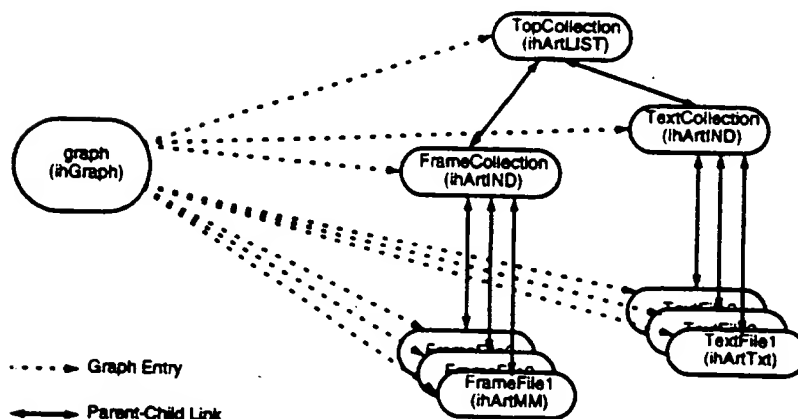 TopCollection
(ihArtLIST)
TextCollection
(ihArtIND)
graph
(ihGraph)
FrameCollection
(ihArtIND)
TextFile1
(ihArtTxt)
FrameFile1
(ihArtMM)
Graph Entry
Parent-Child Link